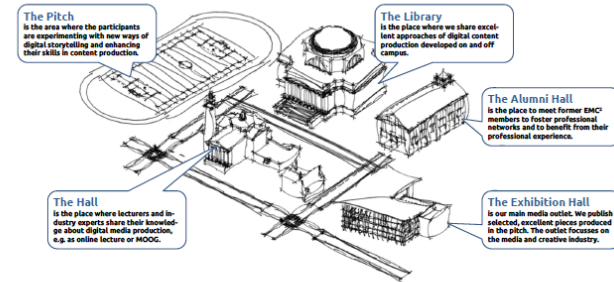 The Pitch
is the area where the participants
are experimenting with new ways of
digital storytelling and enhancing
their skills in content production.
The Library
is the place where we share excel-
lent approaches of digital content
production developed on and off
campus.
The Alumni Hall
is the place to meet former EMC²
members to foster professional
networks and to benefit from their
professional experience.
The Hall
is the place where lecturers and in-
dustry experts share their knowled-
ge about digital media production,
e.g. as online lecture or MOOG.
The Exhibition Hall
is our main media outlet. We publish
selected, excellent pieces produced
in the pitch. The outlet focusses on
the media and creative industry.